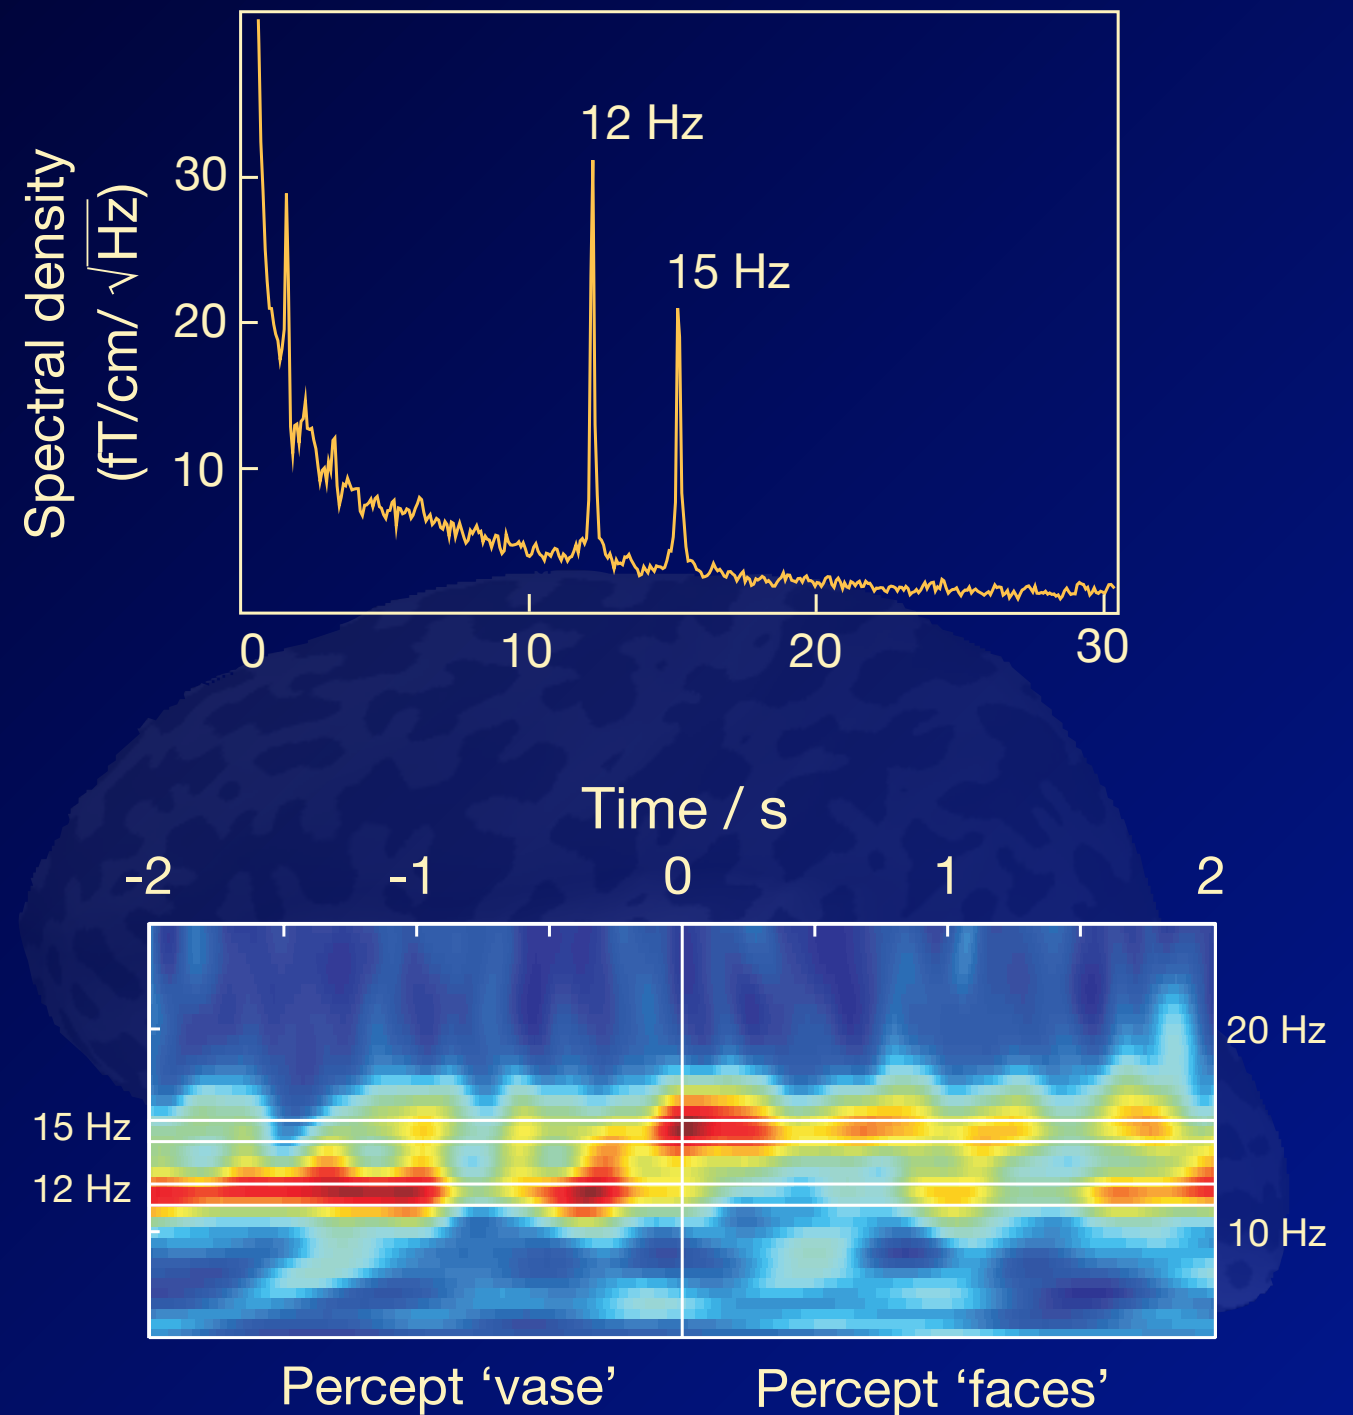 Spectral density
(fT/cm/ √Hz)
30
20
10
12 Hz
15 Hz
0 10 20 30
Time / s
-2 -1 0 1 2
20 Hz
15 Hz
12 Hz
10 Hz
Percept ‘vase’ Percept ‘faces’